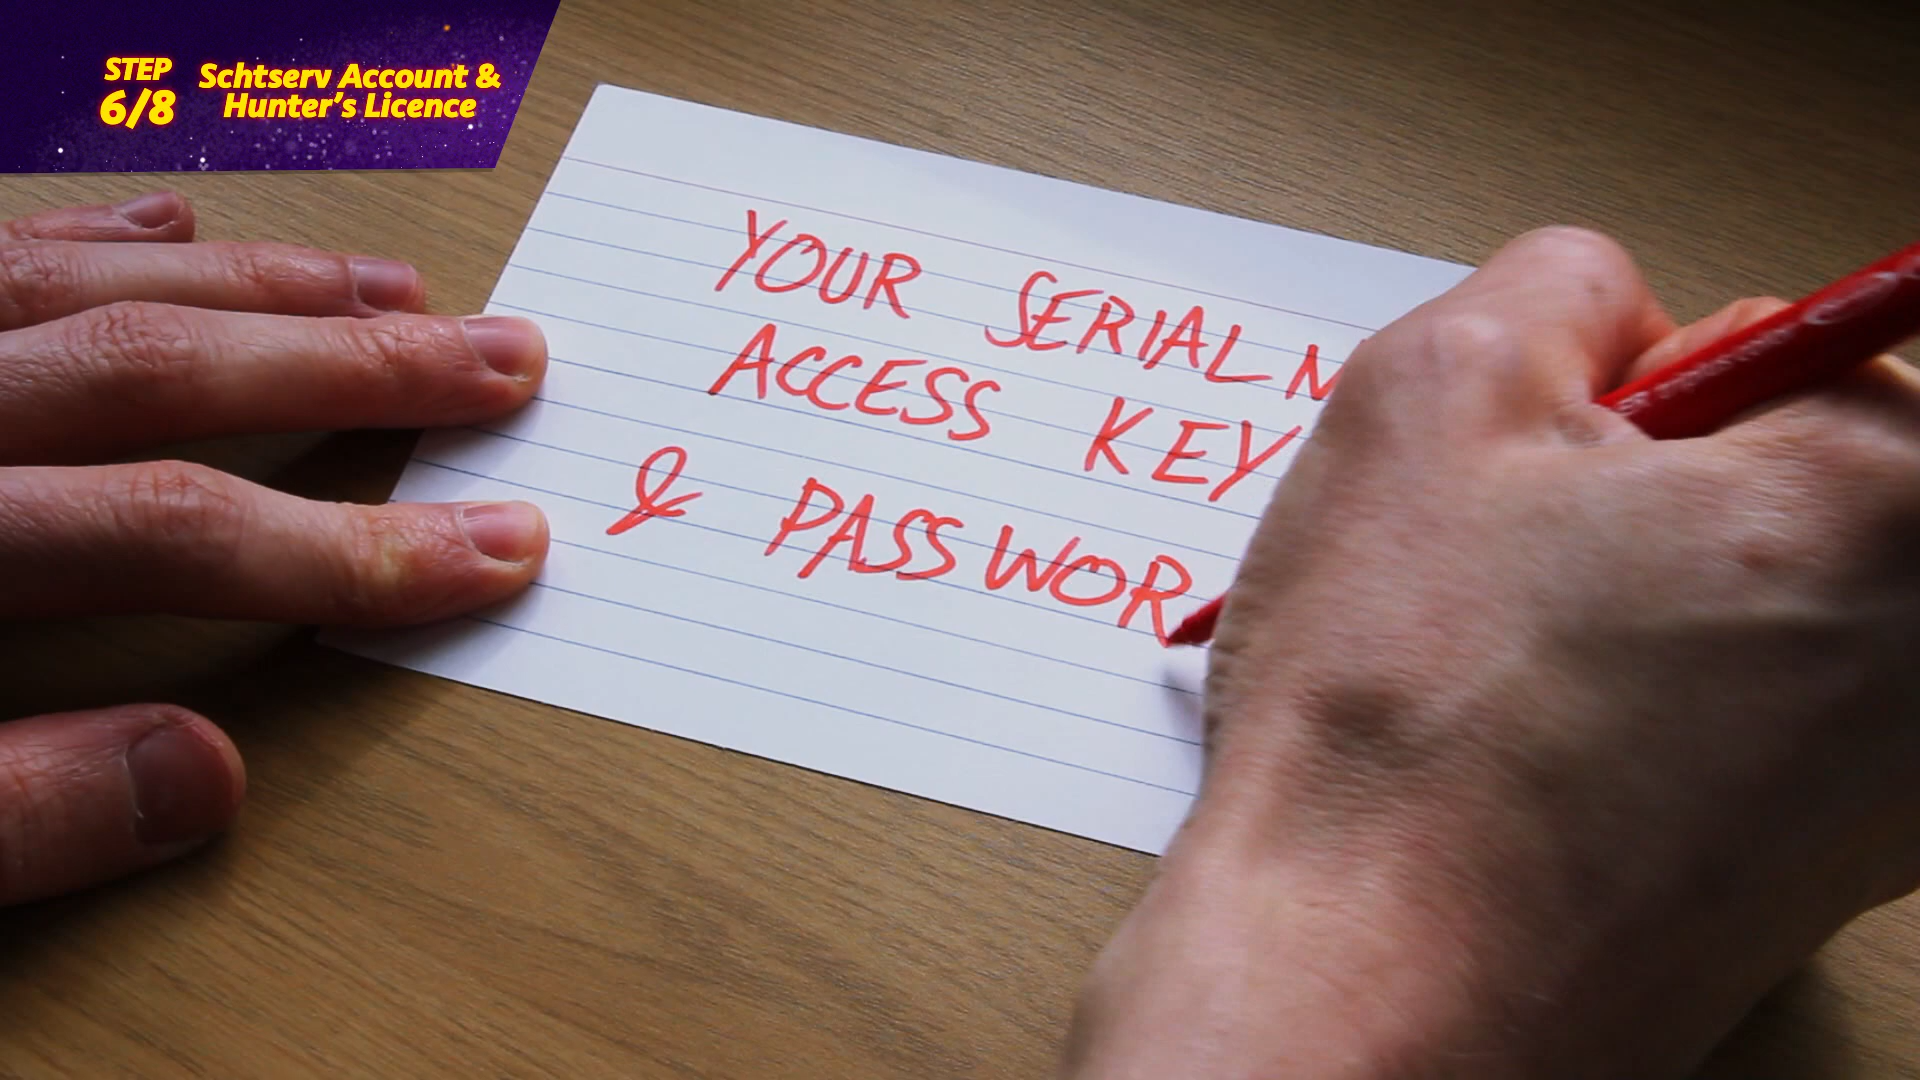 STEP
6/8
Schtserv Account &
Hunter's Licence
YOUR SERIAL
ACCESS KEY
& PASSWOR